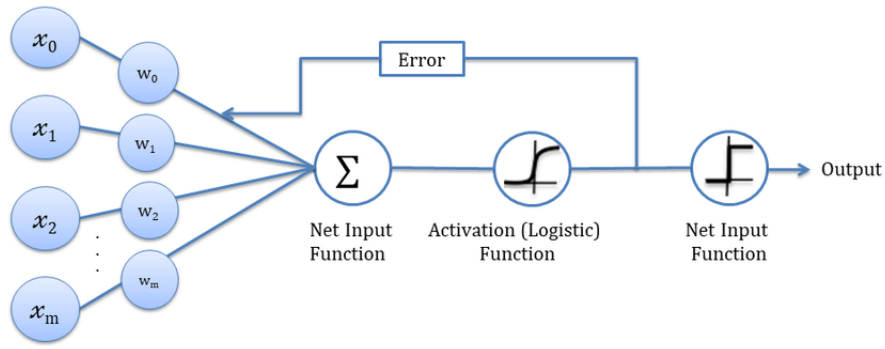 x0
w0
Error
x1
w1
Σ
Output
x2
w2
Net Input
Function
Activation (Logistic)
Function
Net Input
Function
. . .
xm
wm